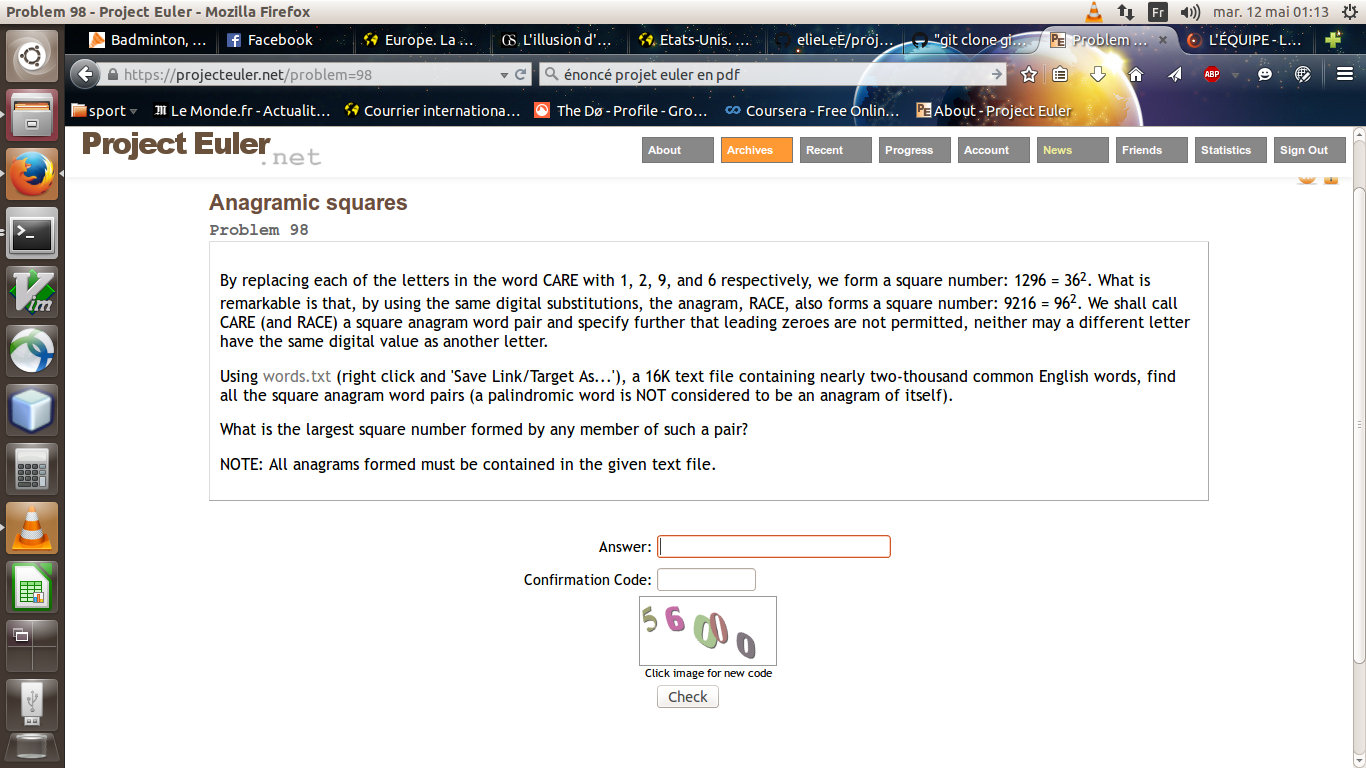 Problem 98 - Project Euler - Mozilla Firefox
Fr
mar. 12 mai 01:13
Badminton, ...
Facebook
Europe. La ...
L'illusion d'...
Etats-Unis. ...
elieLeE/proj...
"git clone gi...
Problem ...
L'ÉQUIPE - L...
https://projecteuler.net/problem=98
énoncé projet euler en pdf
ABP
sport
Le Monde.fr - Actualit...
Courrier internationa...
The Dø - Profile - Gro...
Coursera - Free Onlin...
About - Project Euler
Project Euler.net
About
Archives
Recent
Progress
Account
News
Friends
Statistics
Sign Out
Anagramic squares
Problem 98
By replacing each of the letters in the word CARE with 1, 2, 9, and 6 respectively, we form a square number: 1296 = 36². What is
remarkable is that, by using the same digital substitutions, the anagram, RACE, also forms a square number: 9216 = 96². We shall call
CARE (and RACE) a square anagram word pair and specify further that leading zeroes are not permitted, neither may a different letter
have the same digital value as another letter.
Using words.txt (right click and 'Save Link/Target As...'), a 16K text file containing nearly two-thousand common English words, find
all the square anagram word pairs (a palindromic word is NOT considered to be an anagram of itself).
What is the largest square number formed by any member of such a pair?
NOTE: All anagrams formed must be contained in the given text file.
Answer:
Confirmation Code:
56000
Click image for new code
Check